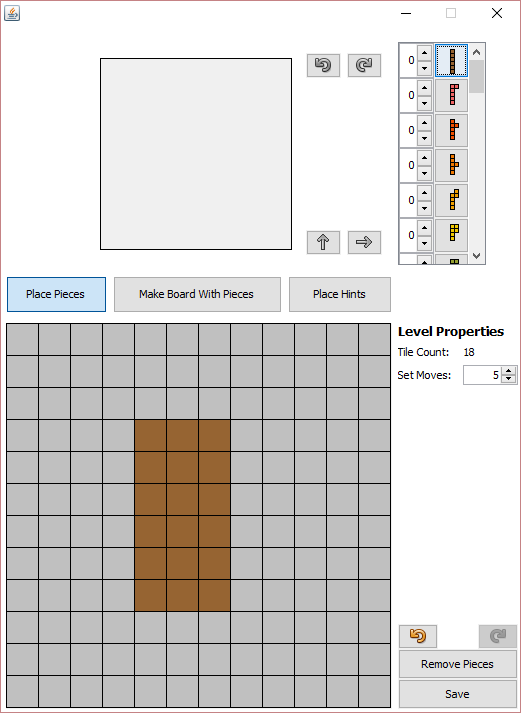 0
0
0
0
0
0
Place Pieces
Make Board With Pieces
Place Hints
Level Properties
Tile Count: 18
Set Moves: 5
Remove Pieces
Save